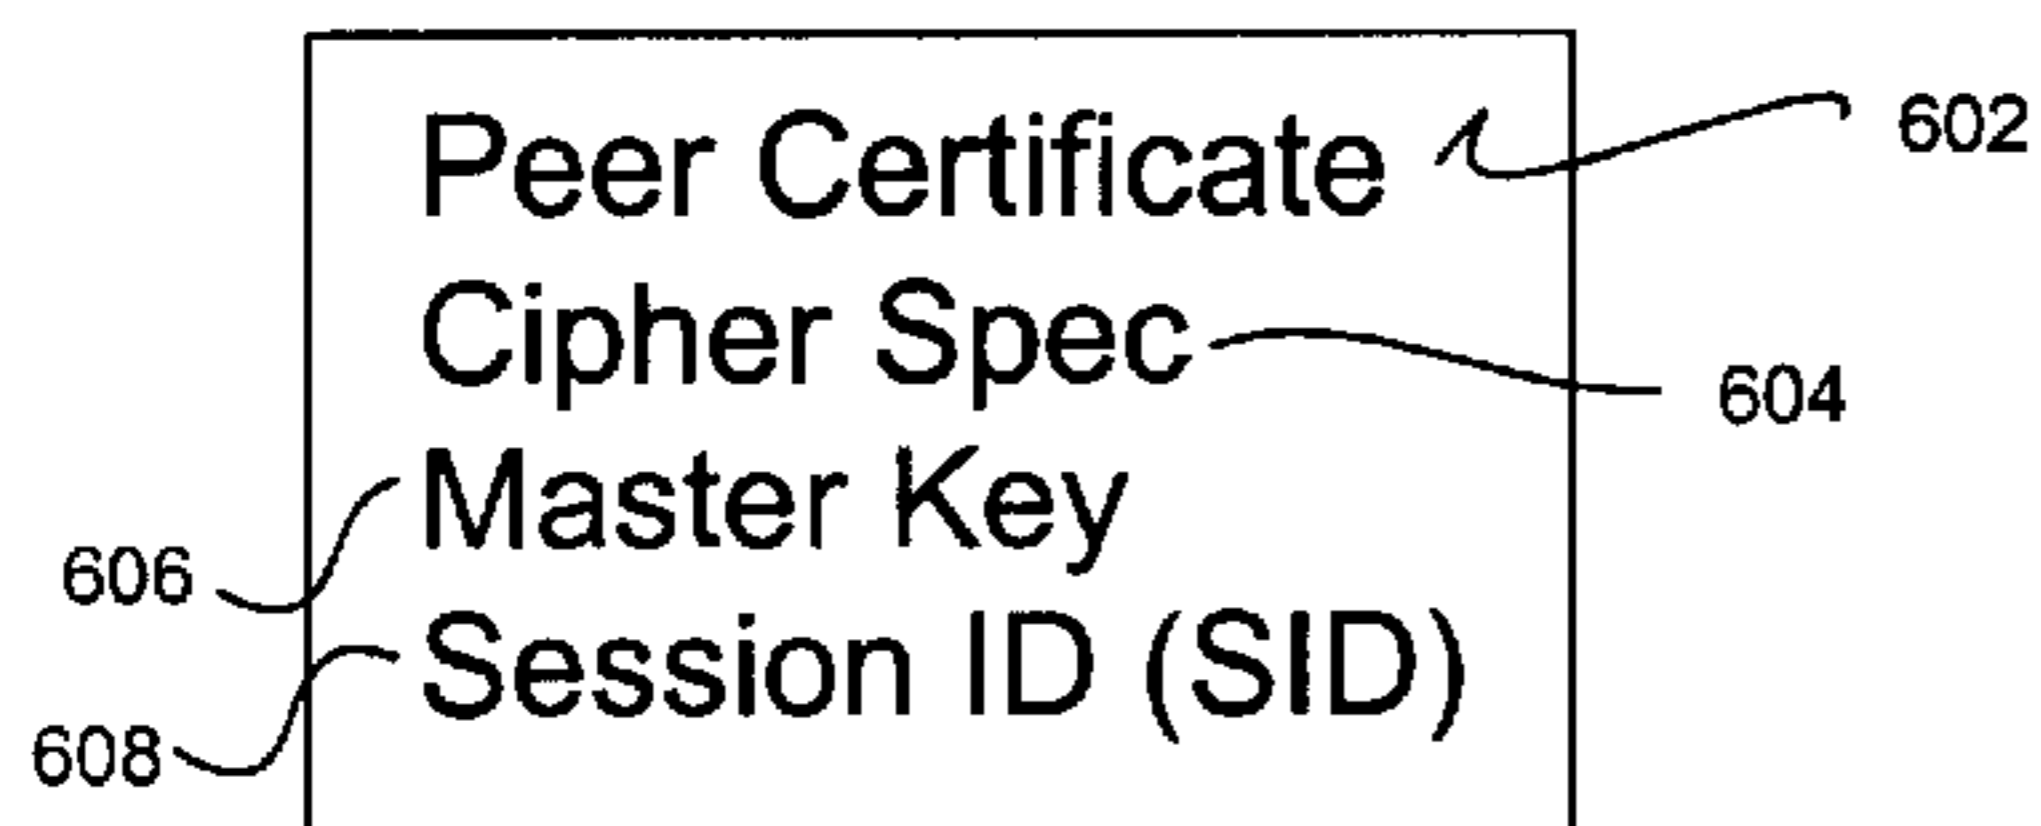 Peer Certificate 602
Cipher Spec 604
606 Master Key
608 Session ID (SID)